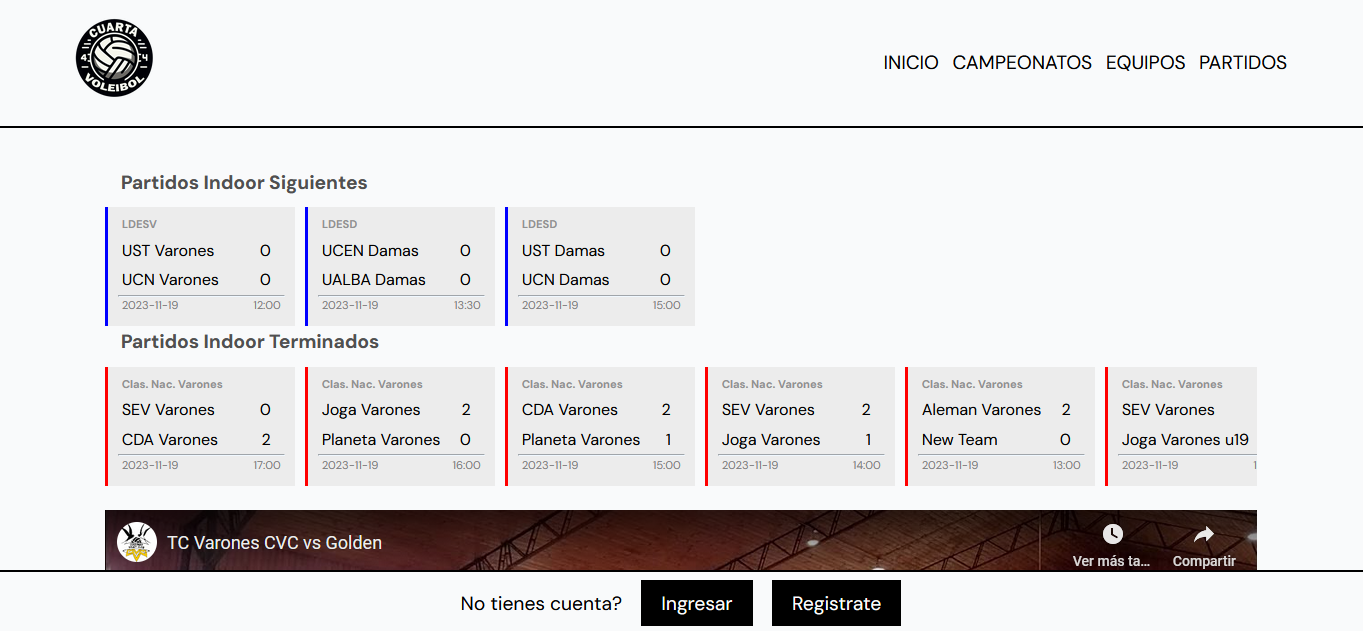 CUARTA
4 4
VOLEIBOL
INICIO CAMPEONATOS EQUIPOS PARTIDOS
Partidos Indoor Siguientes
LDESV LDESD LDESD
UST Varones 0 UCEN Damas 0 UST Damas 0
UCN Varones 0 UALBA Damas 0 UCN Damas 0
2023-11-19 12:00 2023-11-19 13:30 2023-11-19 15:00
Partidos Indoor Terminados
Clas. Nac. Varones Clas. Nac. Varones Clas. Nac. Varones Clas. Nac. Varones Clas. Nac. Varones Clas. Nac. Varones
SEV Varones 0 Joga Varones 2 CDA Varones 2 SEV Varones 2 Aleman Varones 2 SEV Varones
CDA Varones 2 Planeta Varones 0 Planeta Varones 1 Joga Varones 1 New Team 0 Joga Varones u19
2023-11-19 17:00 2023-11-19 16:00 2023-11-19 15:00 2023-11-19 14:00 2023-11-19 13:00 2023-11-19 1
TC Varones CVC vs Golden
Ver más ta... Compartir
No tienes cuenta? Ingresar Registrate